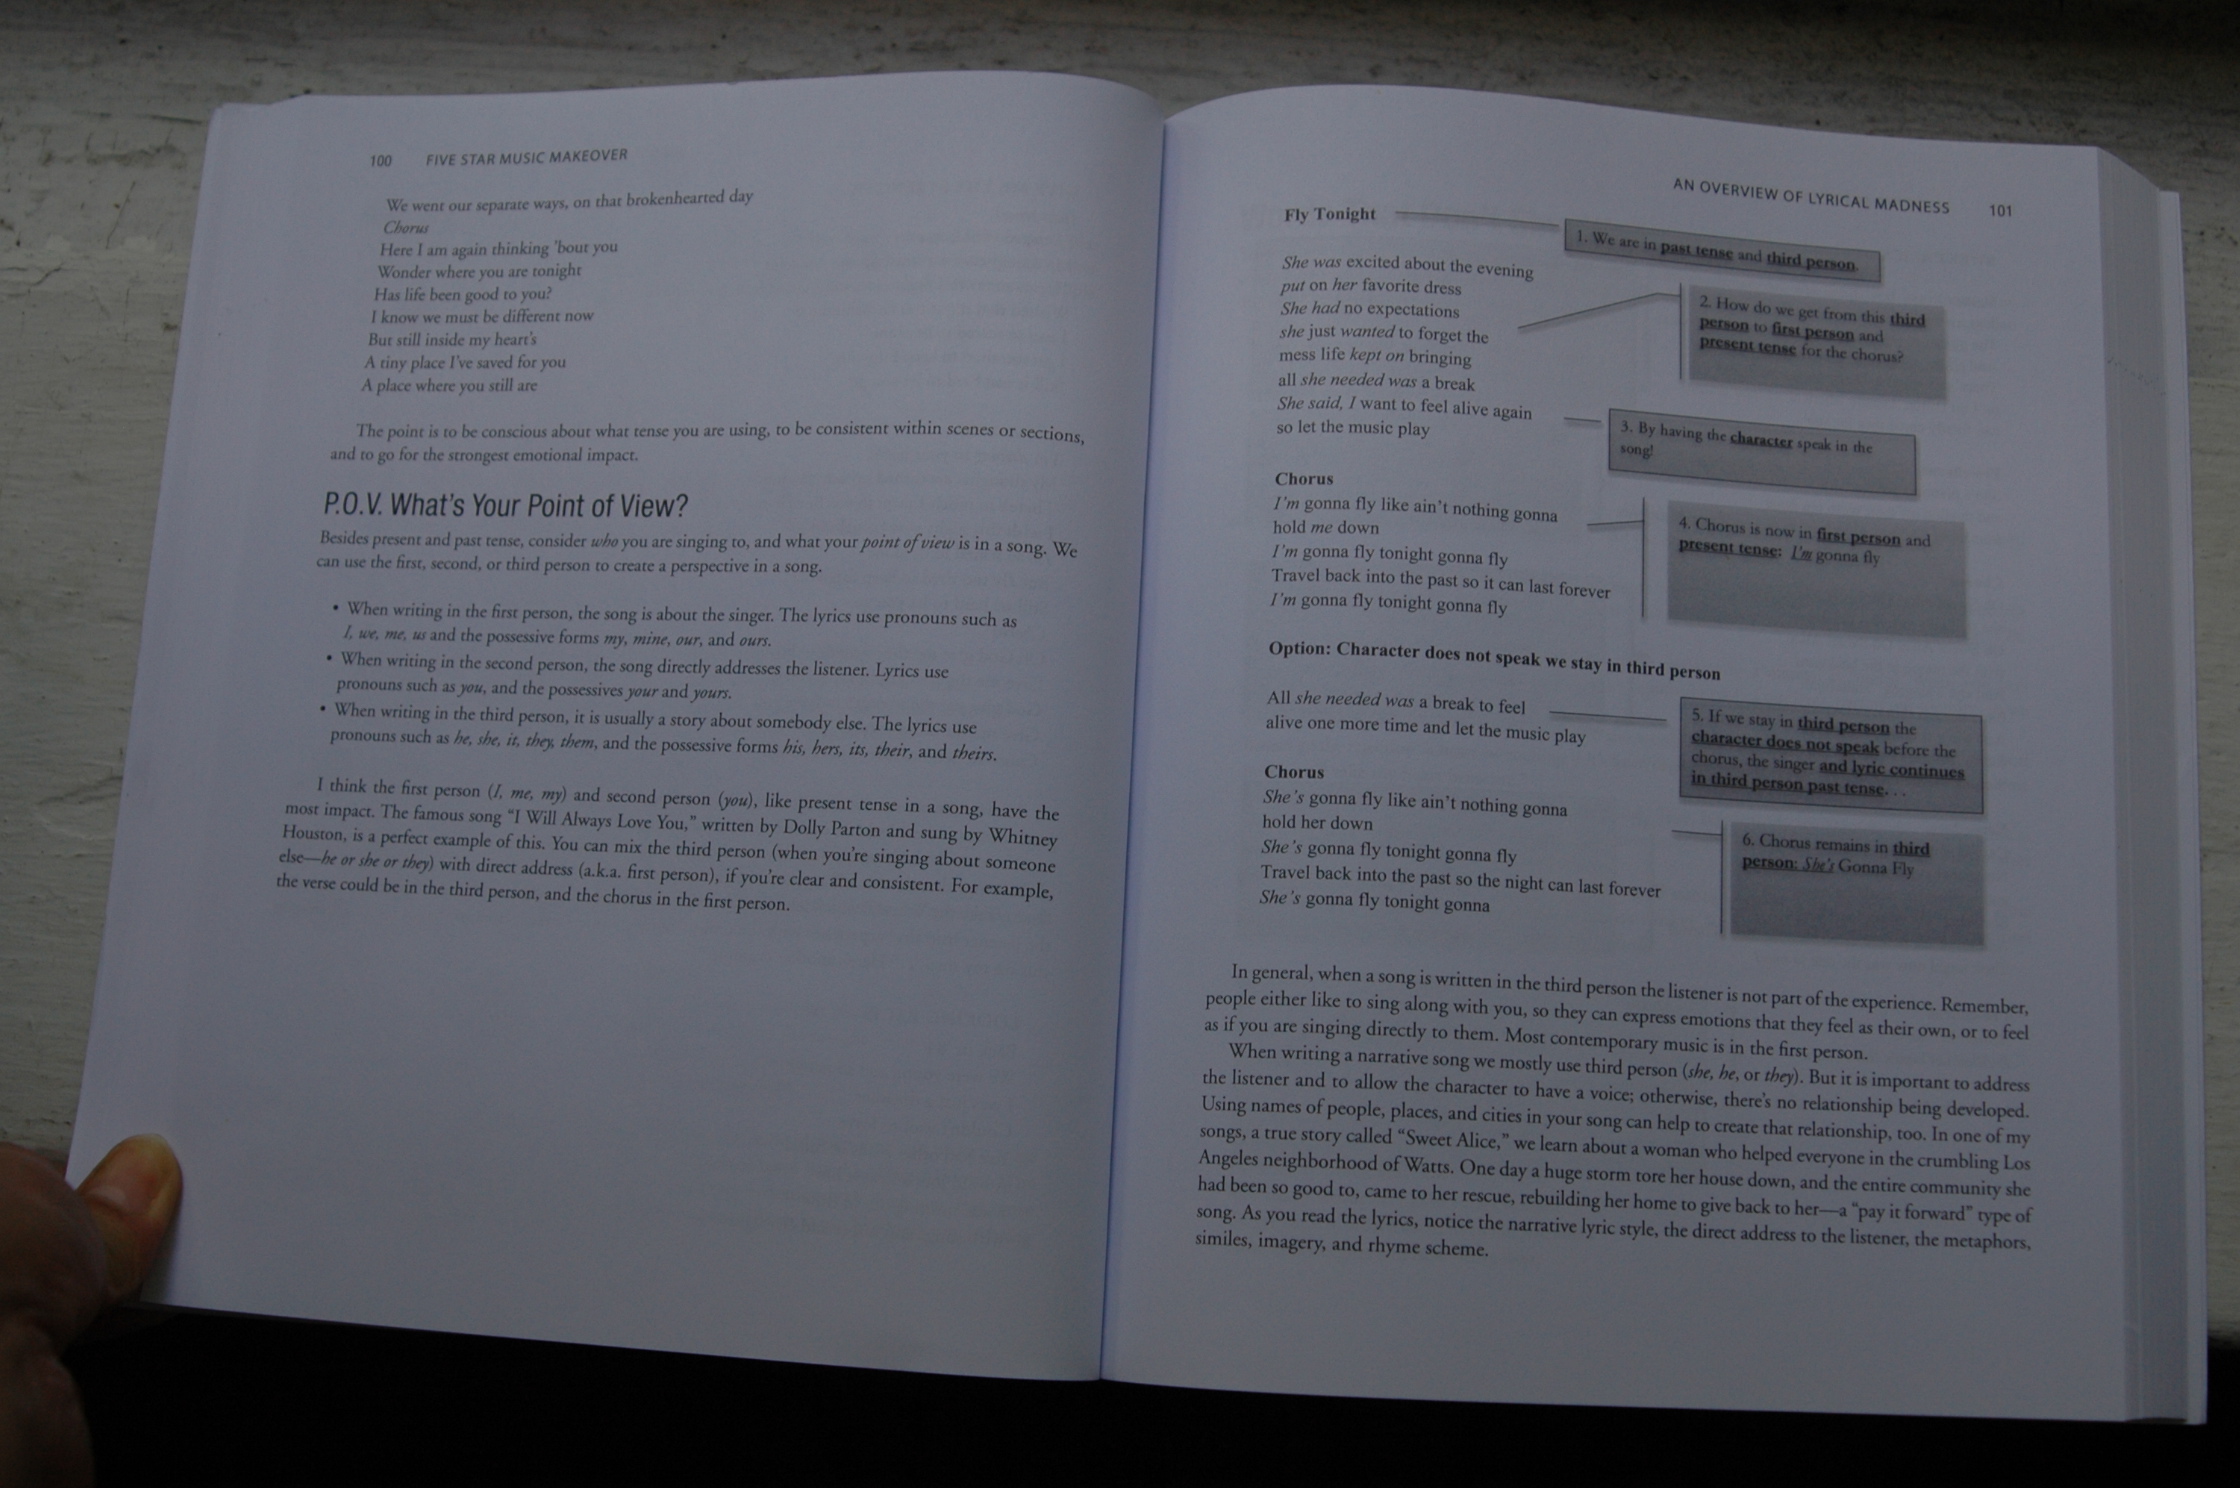 100 FIVE STAR MUSIC MAKEOVER
We went our separate ways, on that brokenhearted day
Chorus
Here I am again thinking 'bout you
Wonder where you are tonight
Has life been good to you?
I know we must be different now
But still inside my heart's
A tiny place I've saved for you
A place where you still are
The point is to be conscious about what tense you are using, to be consistent within scenes or sections,
and to go for the strongest emotional impact.
P.O.V. What's Your Point of View?
Besides present and past tense, consider who you are singing to, and what your point of view is in a song. We
can use the first, second, or third person to create a perspective in a song.
• When writing in the first person, the song is about the singer. The lyrics use pronouns such as
I, we, me, us and the possessive forms my, mine, our, and ours.
• When writing in the second person, the song directly addresses the listener. Lyrics use
pronouns such as you, and the possessives your and yours.
• When writing in the third person, it is usually a story about somebody else. The lyrics use
pronouns such as he, she, it, they, them, and the possessive forms his, hers, its, their, and theirs.
I think the first person (I, me, my) and second person (you), like present tense in a song, have the
most impact. The famous song “I Will Always Love You,” written by Dolly Parton and sung by Whitney
Houston, is a perfect example of this. You can mix the third person (when you're singing about someone
else—he or she or they) with direct address (a.k.a. first person), if you're clear and consistent. For example,
the verse could be in the third person, and the chorus in the first person.
AN OVERVIEW OF LYRICAL MADNESS 101
Fly Tonight
1. We are in past tense and third person.
She was excited about the evening
put on her favorite dress
She had no expectations
she just wanted to forget the
mess life kept on bringing
all she needed was a break
She said, I want to feel alive again
so let the music play
2. How do we get from this third
person to first person and
present tense for the chorus?
3. By having the character speak in the
song!
Chorus
I'm gonna fly like ain't nothing gonna
hold me down
I'm gonna fly tonight gonna fly
Travel back into the past so it can last forever
I'm gonna fly tonight gonna fly
4. Chorus is now in first person and
present tense: I'm gonna fly
Option: Character does not speak we stay in third person
All she needed was a break to feel
alive one more time and let the music play
5. If we stay in third person the
character does not speak before the
chorus, the singer and lyric continues
in third person past tense. . .
Chorus
She's gonna fly like ain't nothing gonna
hold her down
She's gonna fly tonight gonna fly
Travel back into the past so the night can last forever
She's gonna fly tonight gonna
6. Chorus remains in third
person: She's Gonna Fly
In general, when a song is written in the third person the listener is not part of the experience. Remember,
people either like to sing along with you, so they can express emotions that they feel as their own, or to feel
as if you are singing directly to them. Most contemporary music is in the first person.
When writing a narrative song we mostly use third person (she, he, or they). But it is important to address
the listener and to allow the character to have a voice; otherwise, there's no relationship being developed.
Using names of people, places, and cities in your song can help to create that relationship, too. In one of my
songs, a true story called “Sweet Alice,” we learn about a woman who helped everyone in the crumbling Los
Angeles neighborhood of Watts. One day a huge storm tore her house down, and the entire community she
had been so good to, came to her rescue, rebuilding her home to give back to her—a “pay it forward” type of
song. As you read the lyrics, notice the narrative lyric style, the direct address to the listener, the metaphors,
similes, imagery, and rhyme scheme.